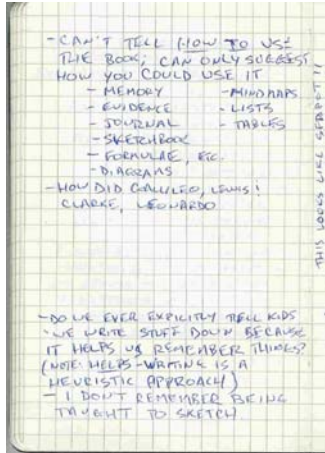 - CAN'T TELL HOW TO USE
THE BOOK, CAN ONLY SUGGEST
HOW YOU COULD USE IT
- MEMORY - MINDMAPS
- EVIDENCE - LISTS
- JOURNAL - TABLES
- SKETCHBOOK
- FORMULAE, ETC.
- DIAGRAMS
- HOW DID GALILEO, LEWIS &
CLARKE, LEONARDO
- DO WE EVER EXPLICITLY TELL KIDS
- WE WRITE STUFF DOWN BECAUSE
IT HELPS US REMEMBER THINGS?
(NOTE: HELPS - WRITING IS A
HEURISTIC APPROACH)
- I DON'T REMEMBER BEING
TAUGHT TO SKETCH
THIS LOOKS LIKE